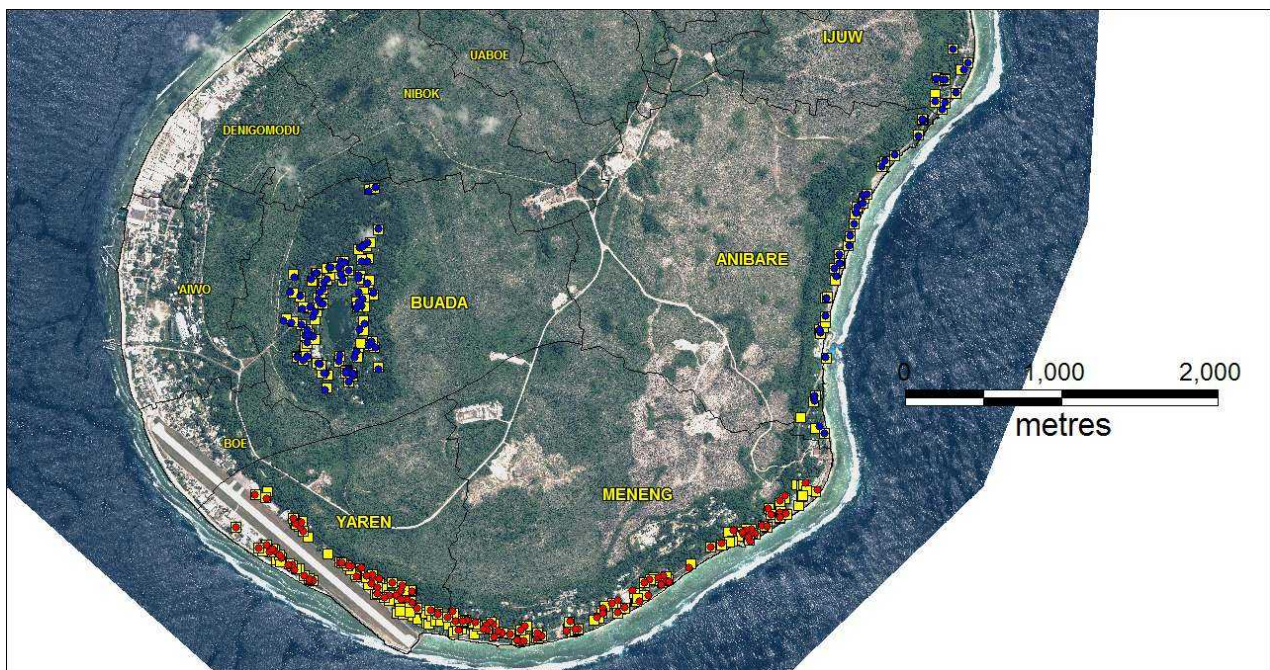 IJUW
UABOE
NIBOK
DENIGOMODU
ANIBARE
AIWO
BUADA
0 1,000 2,000
metres
BOE
MENENG
YAREN